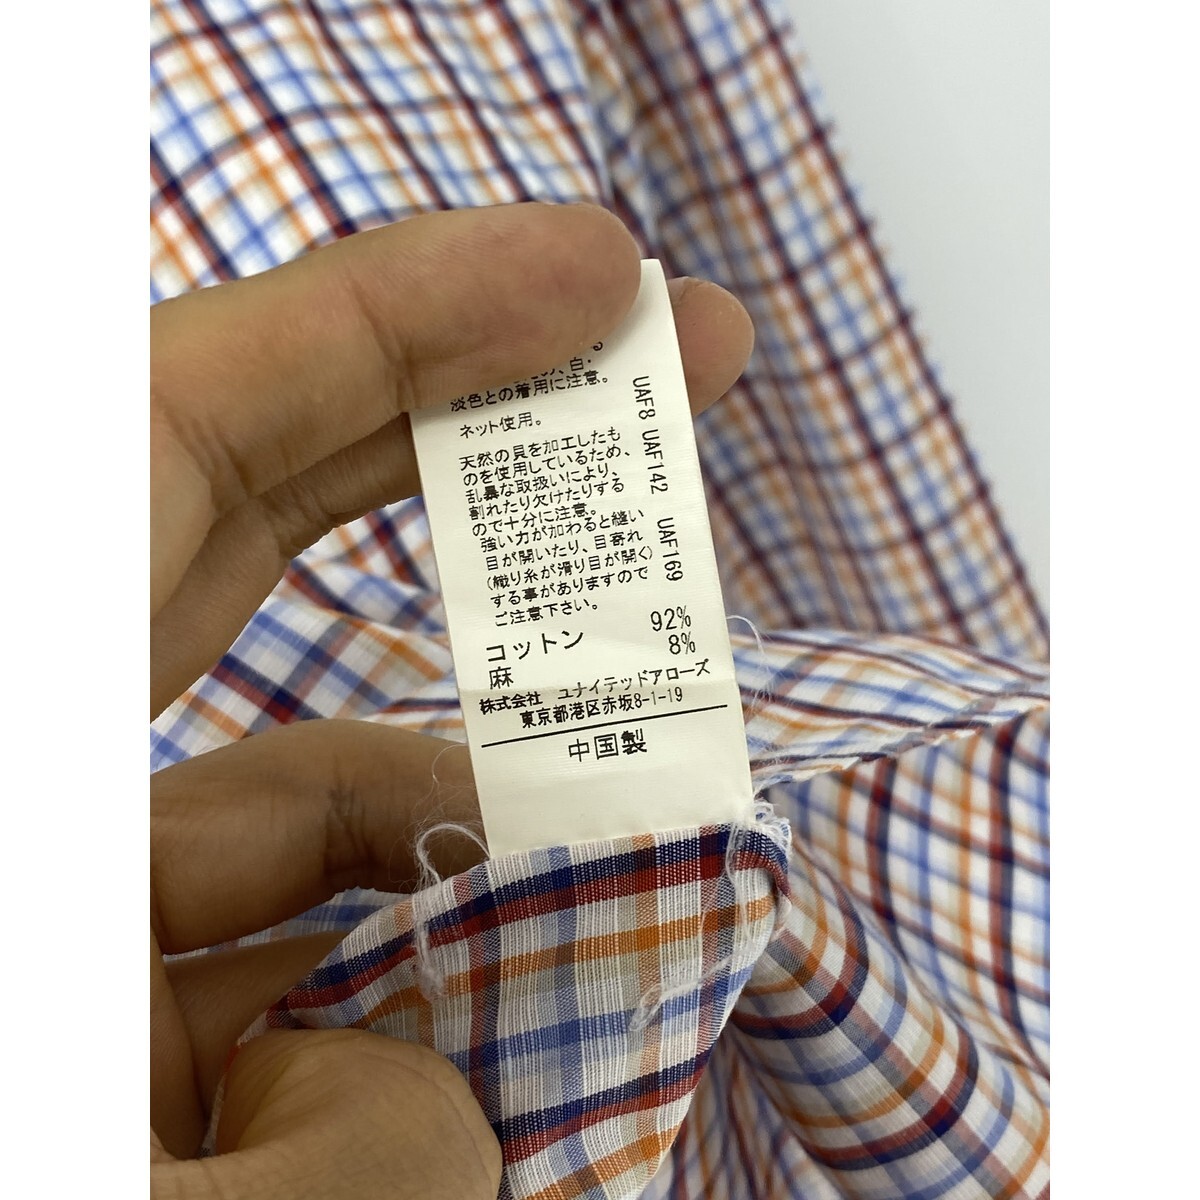 る
白・
淡色との着用に注意。
ネット使用。
天然の貝を加工したも
のを使用しているため、
乱暴な取扱いにより、
割れたり欠けたりする
ので十分に注意。
強い力が加わると縫い
目が開いたり、目寄れ
(織り糸が滑り目が開く)
する事がありますので
ご注意下さい。
UAF8 UAF142 UAF169
コットン 92%
麻 8%
株式会社 ユナイテッドアローズ
東京都港区赤坂8-1-19
中国製